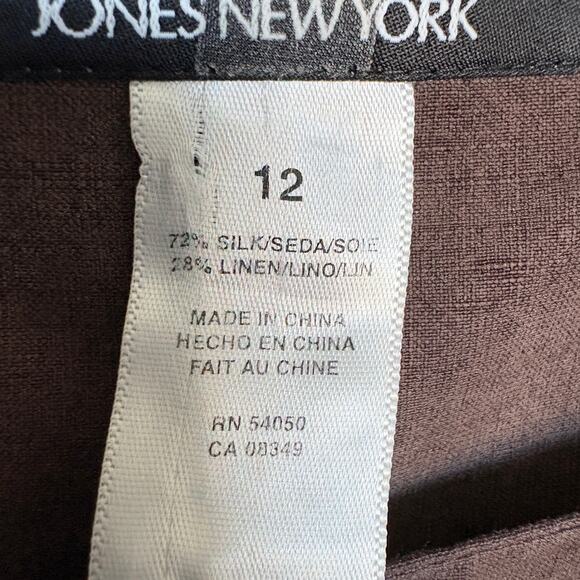 JONES NEW YORK
12
72% SILK/SEDA/SOIE
28% LINEN/LINO/LIN
MADE IN CHINA
HECHO EN CHINA
FAIT AU CHINE
RN 54050
CA 08349